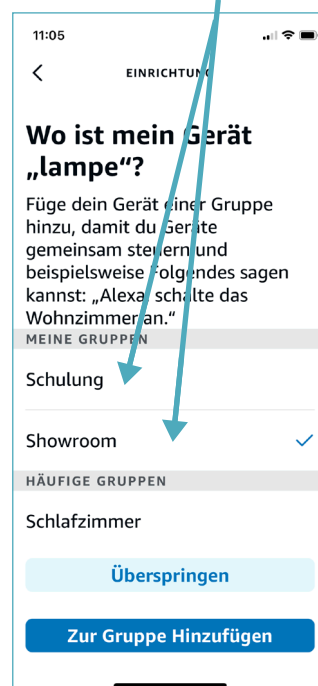 11:05
EINRICHTUNG
Wo ist mein Gerät
„lampe“?
Füge dein Gerät einer Gruppe
hinzu, damit du Geräte
gemeinsam steuern und
beispielsweise Folgendes sagen
kannst: „Alexa, schalte das
Wohnzimmer an.“
MEINE GRUPPEN
Schulung
Showroom
HÄUFIGE GRUPPEN
Schlafzimmer
Überspringen
Zur Gruppe Hinzufügen